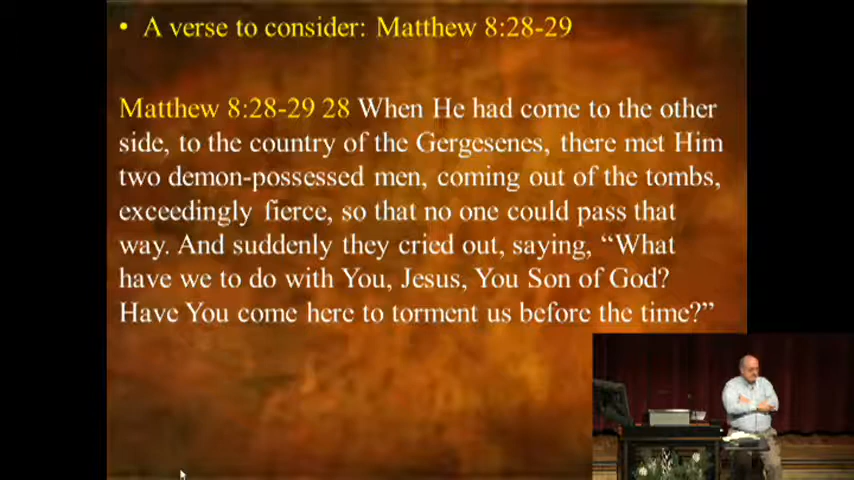 • A verse to consider: Matthew 8:28-29
Matthew 8:28-29 28 When He had come to the other
side, to the country of the Gergesenes, there met Him
two demon-possessed men, coming out of the tombs,
exceedingly fierce, so that no one could pass that
way. And suddenly they cried out, saying, “What
have we to do with You, Jesus, You Son of God?
Have You come here to torment us before the time?”